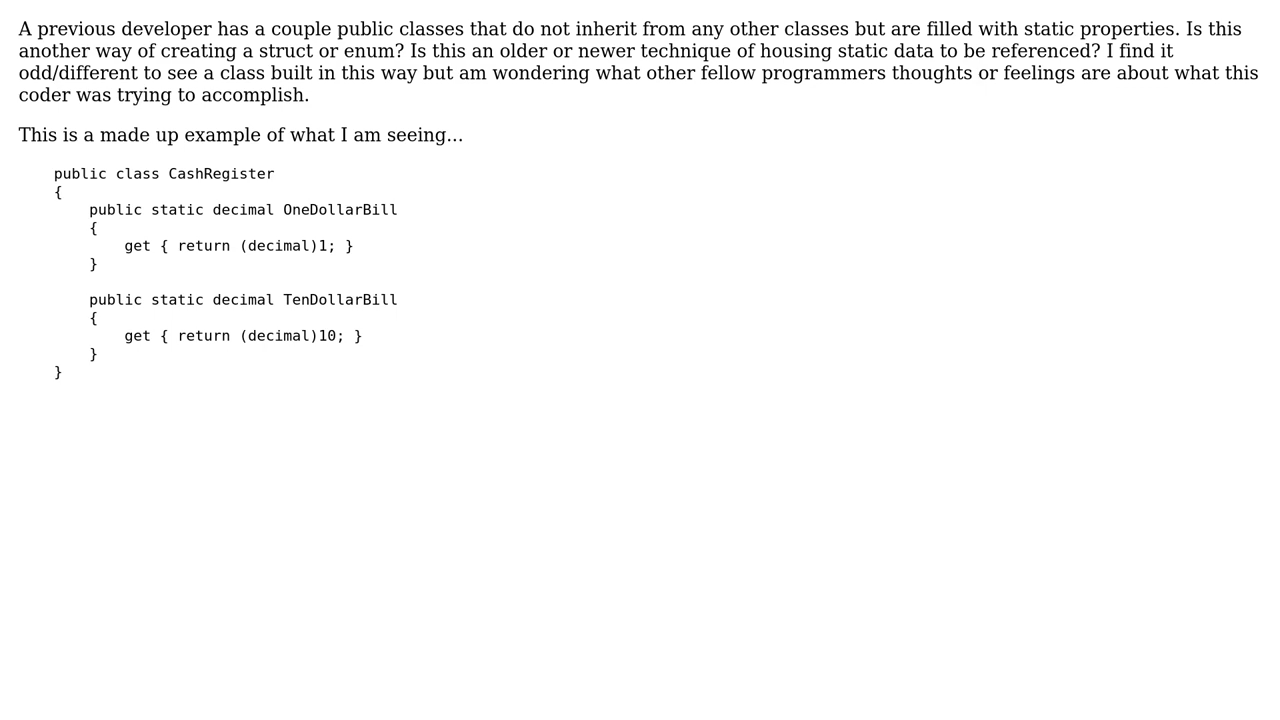 A previous developer has a couple public classes that do not inherit from any other classes but are filled with static properties. Is this
another way of creating a struct or enum? Is this an older or newer technique of housing static data to be referenced? I find it
odd/different to see a class built in this way but am wondering what other fellow programmers thoughts or feelings are about what this
coder was trying to accomplish.
This is a made up example of what I am seeing...
public class CashRegister
{
    public static decimal OneDollarBill
    {
        get { return (decimal)1; }
    }
    public static decimal TenDollarBill
    {
        get { return (decimal)10; }
    }
}